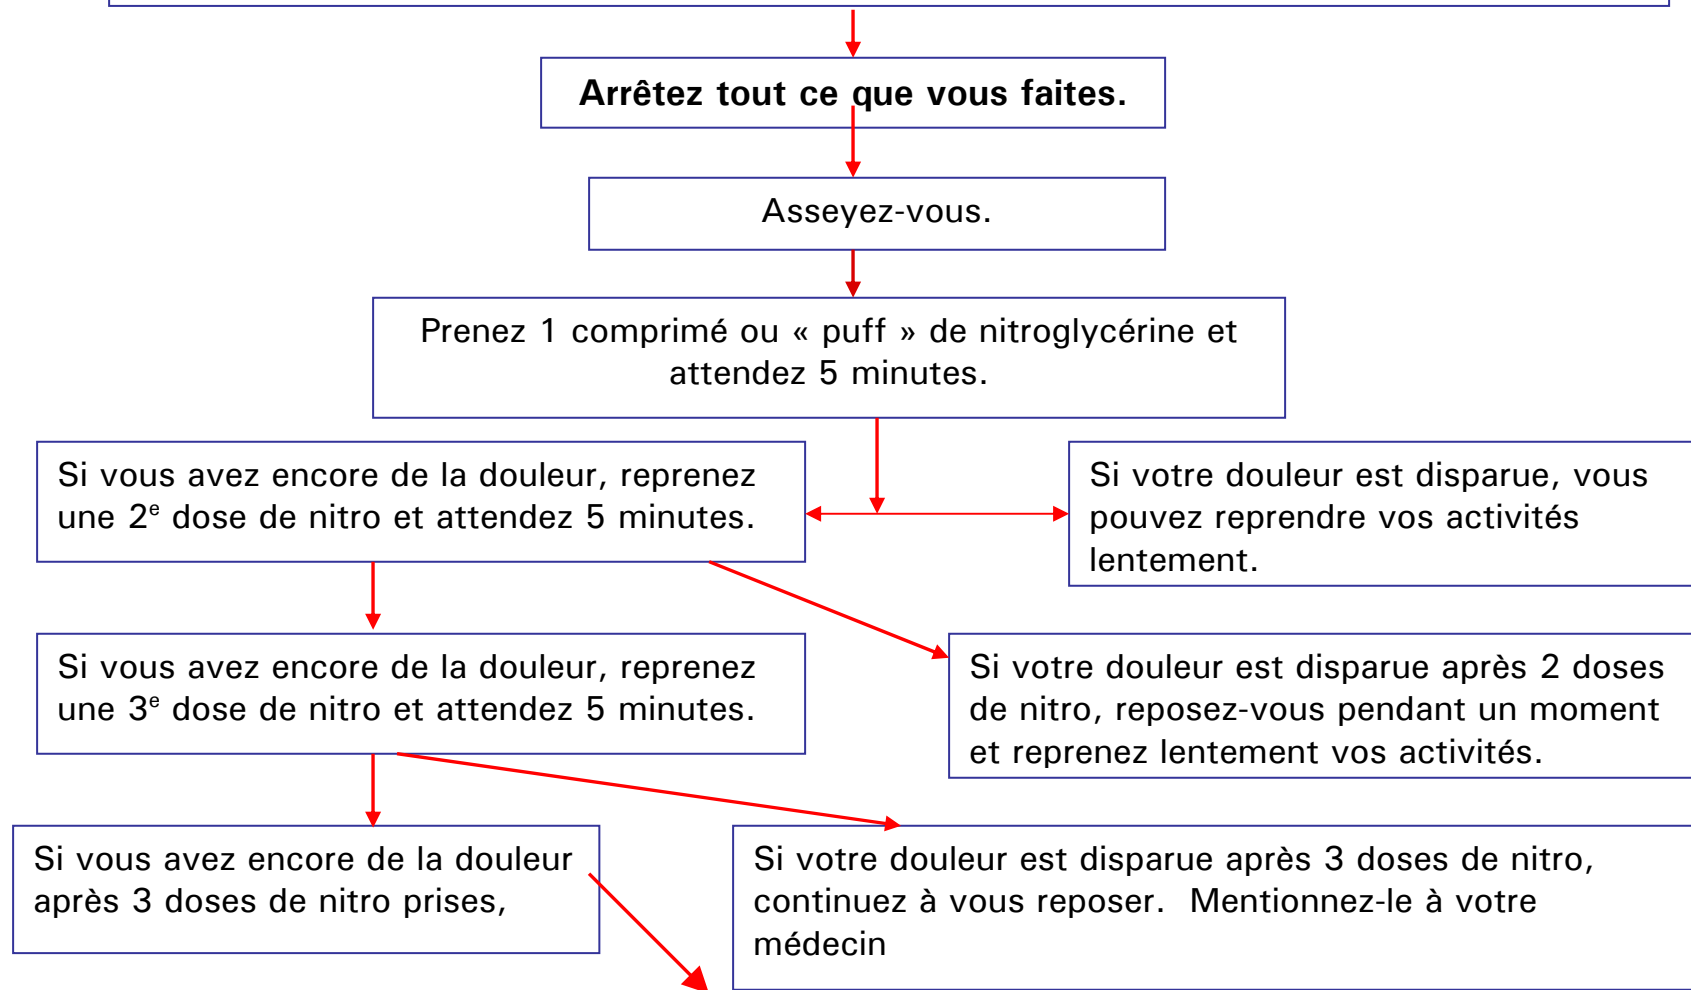 Arrêtez tout ce que vous faites.
Asseyez-vous.
Prenez 1 comprimé ou « puff » de nitroglycérine et
attendez 5 minutes.
Si vous avez encore de la douleur, reprenez
une 2e dose de nitro et attendez 5 minutes.
Si votre douleur est disparue, vous
pouvez reprendre vos activités
lentement.
Si vous avez encore de la douleur, reprenez
une 3e dose de nitro et attendez 5 minutes.
Si votre douleur est disparue après 2 doses
de nitro, reposez-vous pendant un moment
et reprenez lentement vos activités.
Si vous avez encore de la douleur
après 3 doses de nitro prises,
Si votre douleur est disparue après 3 doses de nitro,
continuez à vous reposer.  Mentionnez-le à votre
médecin